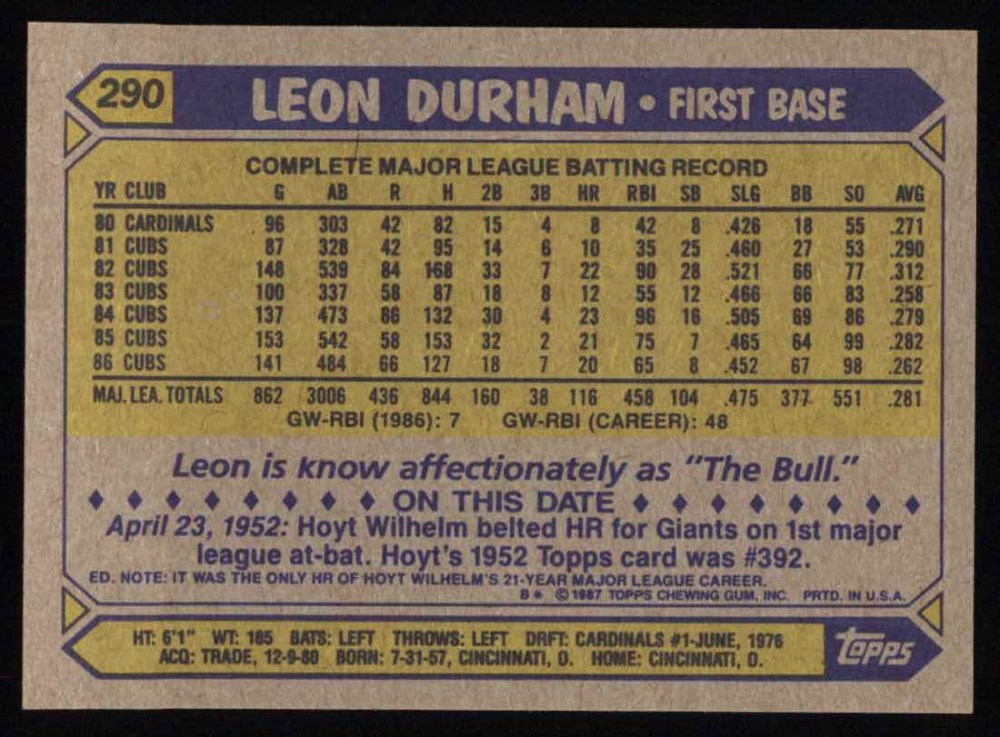 290 LEON DURHAM • FIRST BASE
COMPLETE MAJOR LEAGUE BATTING RECORD
YR CLUB G AB R H 2B 3B HR RBI SB SLG BB SO AVG
80 CARDINALS 96 303 42 82 15 4 8 42 8 .426 18 55 .271
81 CUBS 87 328 42 95 14 6 10 35 25 .460 27 53 .290
82 CUBS 148 539 84 168 33 7 22 90 28 .521 66 77 .312
83 CUBS 100 337 58 87 18 8 12 55 12 .466 66 83 .258
84 CUBS 137 473 86 132 30 4 23 96 16 .505 69 86 .279
85 CUBS 153 542 58 153 32 2 21 75 7 .465 64 99 .282
86 CUBS 141 484 66 127 18 7 20 65 8 .452 67 98 .262
MAJ. LEA. TOTALS 862 3006 436 844 160 38 116 458 104 .475 377 551 .281
GW-RBI (1986): 7 GW-RBI (CAREER): 48
Leon is know affectionately as "The Bull."
♦ ♦ ♦ ♦ ♦ ♦ ♦ ♦ ON THIS DATE ♦ ♦ ♦ ♦ ♦ ♦ ♦ ♦
April 23, 1952: Hoyt Wilhelm belted HR for Giants on 1st major
league at-bat. Hoyt's 1952 Topps card was #392.
ED. NOTE: IT WAS THE ONLY HR OF HOYT WILHELM'S 21-YEAR MAJOR LEAGUE CAREER.
B* © 1987 TOPPS CHEWING GUM, INC. PRTD. IN U.S.A.
HT: 6'1" WT: 185 BATS: LEFT THROWS: LEFT DRFT: CARDINALS #1-JUNE, 1976
ACQ: TRADE, 12-9-80 BORN: 7-31-57, CINCINNATI, O. HOME: CINCINNATI, O.
Topps